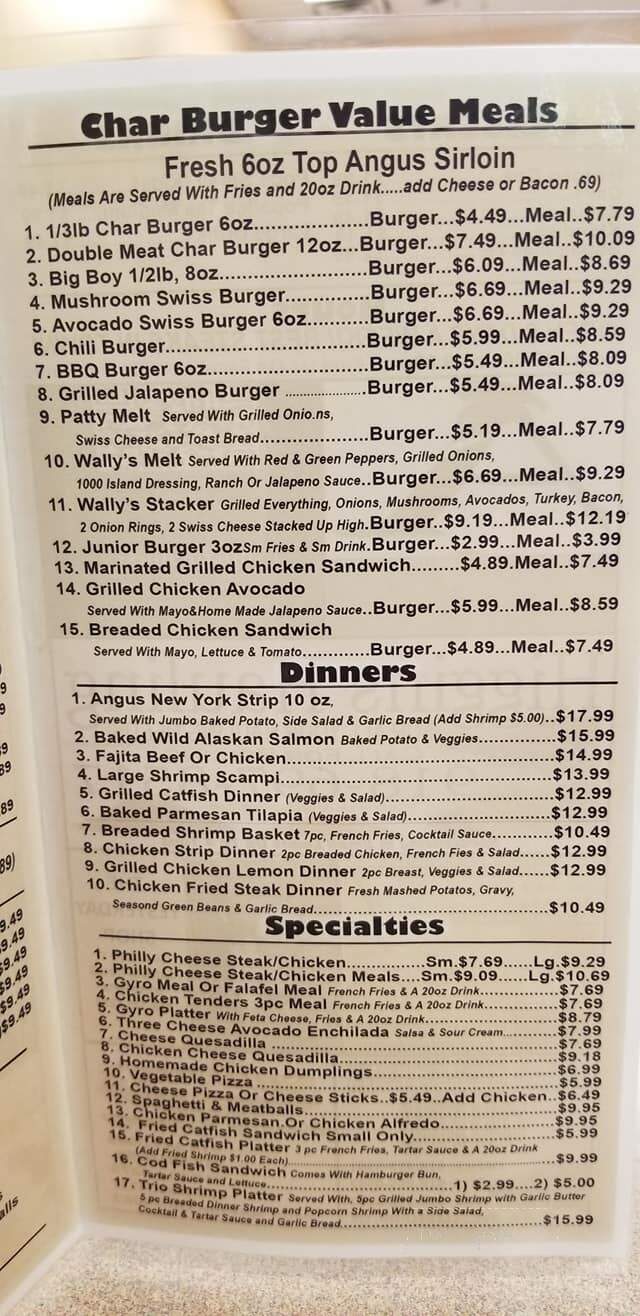 Char Burger Value Meals
Fresh 6oz Top Angus Sirloin
(Meals Are Served With Fries and 20oz Drink.....add Cheese or Bacon .69)
1. 1/3lb Char Burger 6oz....................Burger...$4.49...Meal..$7.79
2. Double Meat Char Burger 12oz...Burger...$7.49...Meal..$10.09
3. Big Boy 1/2lb, 8oz..........................Burger...$6.09...Meal..$8.69
4. Mushroom Swiss Burger...............Burger...$6.69...Meal..$9.29
5. Avocado Swiss Burger 6oz...........Burger...$6.69...Meal..$9.29
6. Chili Burger....................................Burger...$5.99...Meal..$8.59
7. BBQ Burger 6oz.............................Burger...$5.49...Meal..$8.09
8. Grilled Jalapeno Burger ......................Burger...$5.49...Meal..$8.09
9. Patty Melt Served With Grilled Onio.ns,
Swiss Cheese and Toast Bread....................Burger...$5.19...Meal..$7.79
10. Wally's Melt Served With Red & Green Peppers, Grilled Onions,
1000 Island Dressing, Ranch Or Jalapeno Sauce..Burger...$6.69...Meal..$9.29
11. Wally's Stacker Grilled Everything, Onions, Mushrooms, Avocados, Turkey, Bacon,
2 Onion Rings, 2 Swiss Cheese Stacked Up High.Burger..$9.19...Meal..$12.19
12. Junior Burger 3ozSm Fries & Sm Drink.Burger...$2.99...Meal..$3.99
13. Marinated Grilled Chicken Sandwich.........$4.89.Meal..$7.49
14. Grilled Chicken Avocado
Served With Mayo&Home Made Jalapeno Sauce..Burger...$5.99...Meal..$8.59
15. Breaded Chicken Sandwich
Served With Mayo, Lettuce & Tomato.............Burger...$4.89...Meal..$7.49
Dinners
1. Angus New York Strip 10 oz,
Served With Jumbo Baked Potato, Side Salad & Garlic Bread (Add Shrimp $5.00)..$17.99
2. Baked Wild Alaskan Salmon Baked Potato & Veggies...............$15.99
3. Fajita Beef Or Chicken....................................................$14.99
4. Large Shrimp Scampi.....................................................$13.99
5. Grilled Catfish Dinner (Veggies & Salad)................................$12.99
6. Baked Parmesan Tilapia (Veggies & Salad)............................$12.99
7. Breaded Shrimp Basket 7pc, French Fries, Cocktail Sauce...........$10.49
8. Chicken Strip Dinner 2pc Breaded Chicken, French Fies & Salad......$12.99
9. Grilled Chicken Lemon Dinner 2pc Breast, Veggies & Salad......$12.99
10. Chicken Fried Steak Dinner Fresh Mashed Potatos, Gravy,
Seasond Green Beans & Garlic Bread.............................................$10.49
Specialties
1. Philly Cheese Steak/Chicken...............Sm.$7.69......Lg.$9.29
2. Philly Cheese Steak/Chicken Meals....Sm.$9.09......Lg.$10.69
3. Gyro Meal Or Falafel Meal French Fries & A 20oz Drink................$7.69
4. Chicken Tenders 3pc Meal French Fries & A 20oz Drink...............$7.69
5. Gyro Platter With Feta Cheese, Fries & A 20oz Drink........................$8.79
6. Three Cheese Avocado Enchilada Salsa & Sour Cream............$7.99
7. Cheese Quesadilla ......................................................$7.69
8. Chicken Cheese Quesadilla..........................................$9.18
9. Homemade Chicken Dumplings....................................$6.99
10. Vegetable Pizza .........................................................$5.99
11. Cheese Pizza Or Cheese Sticks..$5.49..Add Chicken..$6.49
12. Spaghetti & Meatballs.................................................$9.95
13. Chicken Parmesan.Or Chicken Alfredo.......................$9.95
14. Fried Catfish Sandwich Small Only............................$5.99
15. Fried Catfish Platter 3 pc French Fries, Tartar Sauce & A 20oz Drink
(Add Fried Shrimp $1.00 Each)......................................................$9.99
16. Cod Fish Sandwich Comes With Hamburger Bun,
Tartar Sauce and Lettuce....................................1) $2.99....2) $5.00
17. Trio Shrimp Platter Served With, 5pc Grilled Jumbo Shrimp with Garlic Butter
5 pc Breaded Dinner Shrimp and Popcorn Shrimp With a Side Salad,
Cocktail & Tartar Sauce and Garlic Bread.......................................$15.99
9
9
9
89
89
89)
9.49
9.49
$9.49
$9.49
$9.49
$9.49
alls